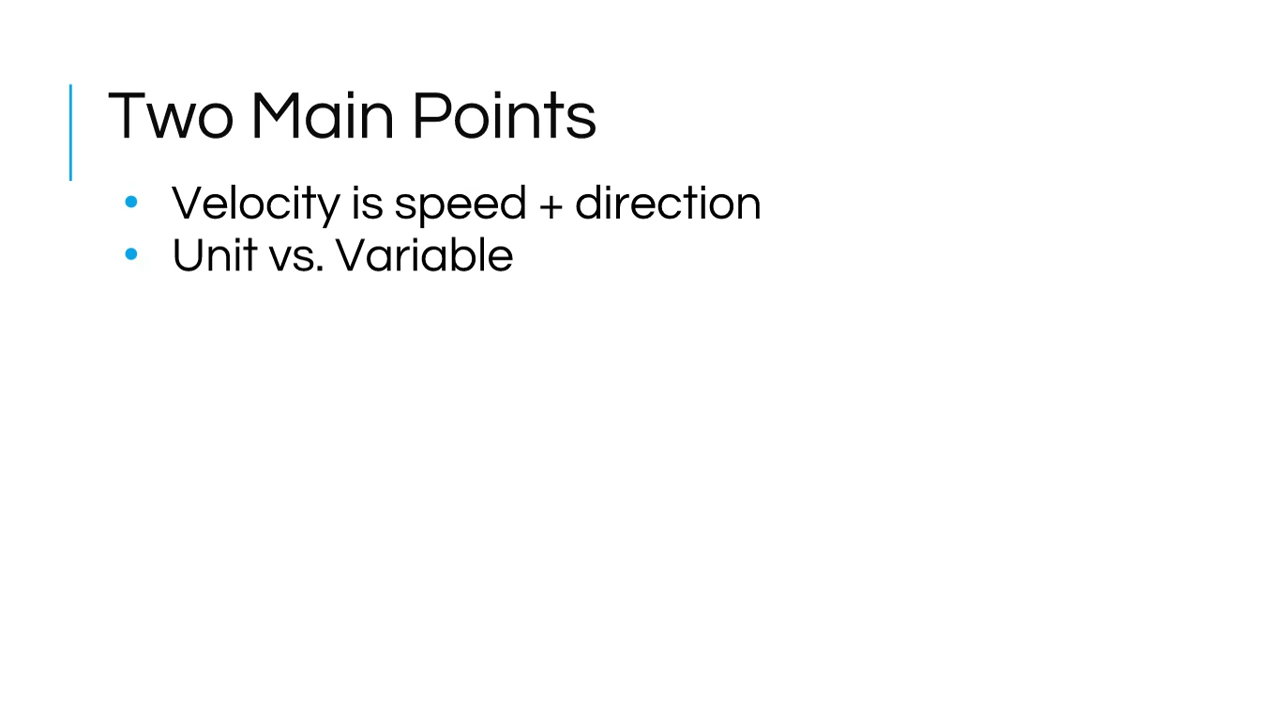 Two Main Points
• Velocity is speed + direction
• Unit vs. Variable